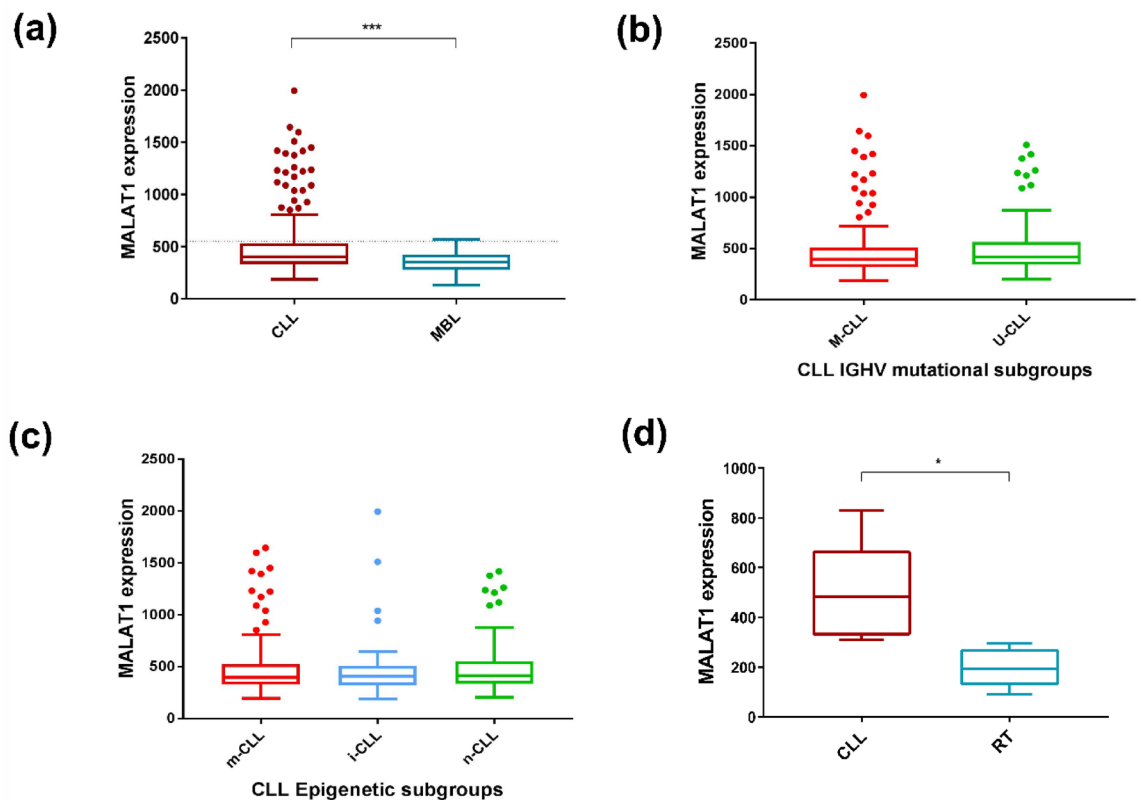 (a)
***
2500
2000
1500
1000
500
0
MALAT1 expression
CLL
MBL
(b)
2500
2000
1500
1000
500
0
MALAT1 expression
M-CLL
U-CLL
CLL IGHV mutational subgroups
(c)
2500
2000
1500
1000
500
0
MALAT1 expression
m-CLL
i-CLL
n-CLL
CLL Epigenetic subgroups
(d)
*
1000
800
600
400
200
0
MALAT1 expression
CLL
RT